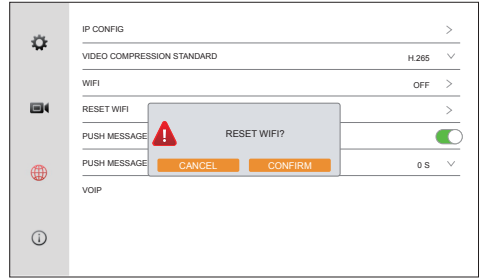 IP CONFIG
VIDEO COMPRESSION STANDARD H.265
WIFI OFF
RESET WIFI
PUSH MESSAGE
PUSH MESSAGE 0 S
VOIP
RESET WIFI?
CANCEL CONFIRM